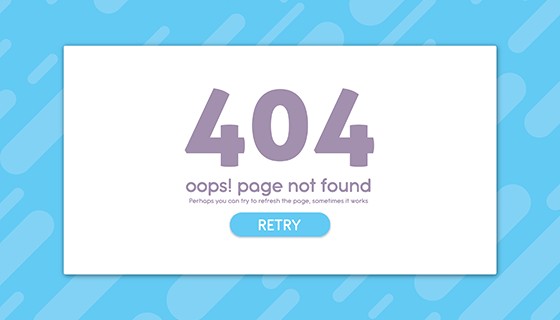 404
oops! page not found
Perhaps you can try to refresh the page, sometimes it works
RETRY